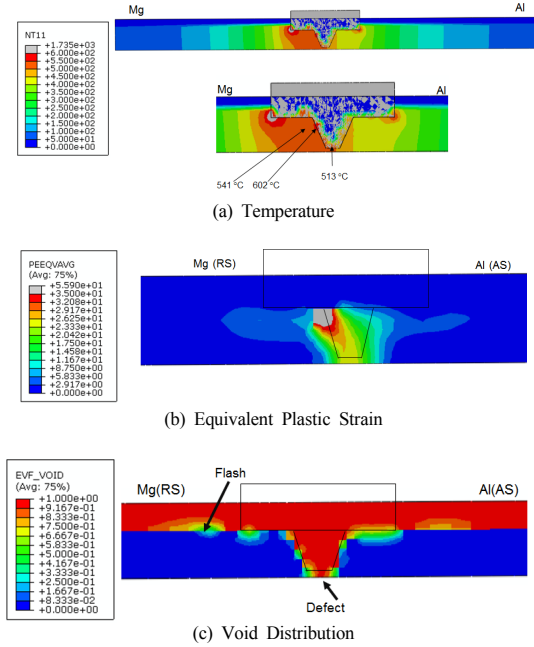 Mg
Al
NT11
+1.735e+03
+6.000e+02
+5.500e+02
+5.000e+02
+4.500e+02
+4.000e+02
+3.500e+02
+3.000e+02
+2.500e+02
+2.000e+02
+1.500e+02
+1.000e+02
+5.000e+01
+0.000e+00
Mg
Al
541 °C
602 °C
513 °C
(a) Temperature
PEEQVAVG
(Avg: 75%)
+5.590e+01
+3.500e+01
+3.208e+01
+2.917e+01
+2.625e+01
+2.333e+01
+2.042e+01
+1.750e+01
+1.458e+01
+1.167e+01
+8.750e+00
+5.833e+00
+2.917e+00
+0.000e+00
Mg (RS)
Al (AS)
(b) Equivalent Plastic Strain
EVF_VOID
(Avg: 75%)
+1.000e+00
+9.167e-01
+8.333e-01
+7.500e-01
+6.667e-01
+5.833e-01
+5.000e-01
+4.167e-01
+3.333e-01
+2.500e-01
+1.667e-01
+8.333e-02
+0.000e+00
Mg(RS)
Flash
Al(AS)
Defect
(c) Void Distribution